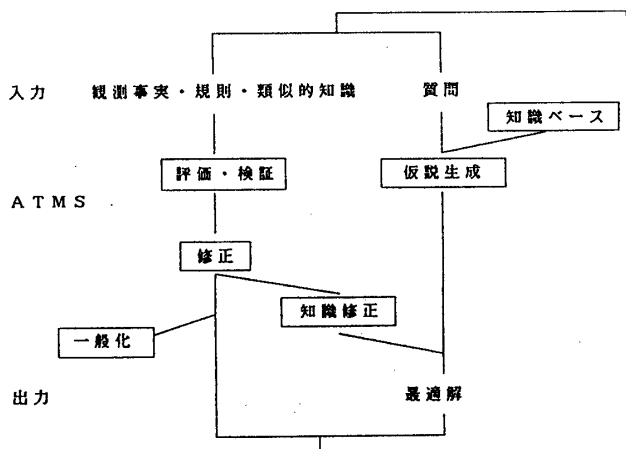 入力 観測事実・規則・類似的知識 質問
知識ベース
評価・検証 仮説生成
ATMS
修正
知識修正
一般化
出力 最適解